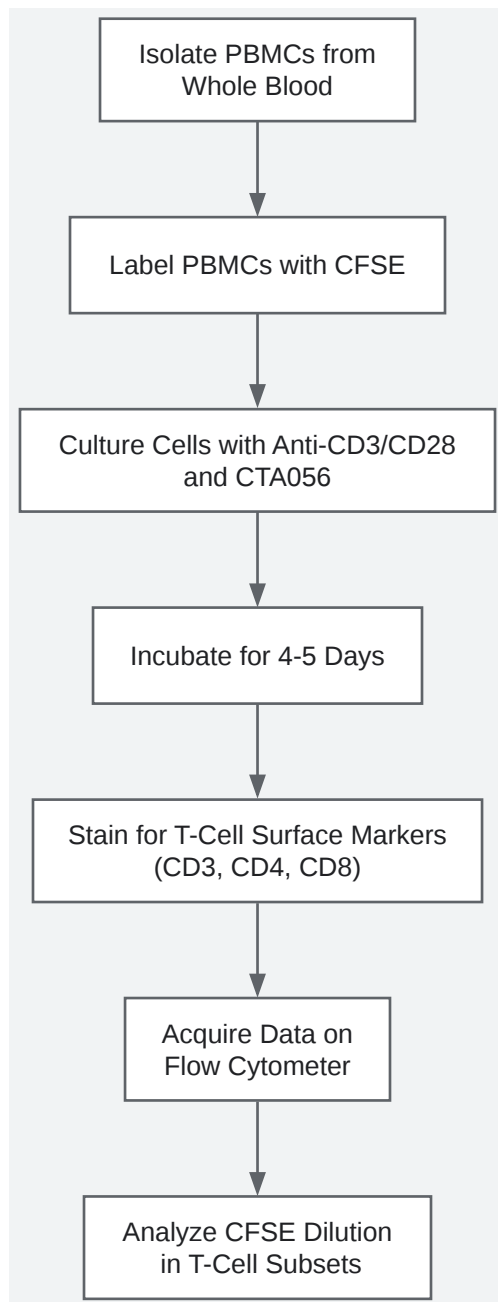 Isolate PBMCs from
Whole Blood
Label PBMCs with CFSE
Culture Cells with Anti-CD3/CD28
and CTA056
Incubate for 4-5 Days
Stain for T-Cell Surface Markers
(CD3, CD4, CD8)
Acquire Data on
Flow Cytometer
Analyze CFSE Dilution
in T-Cell Subsets